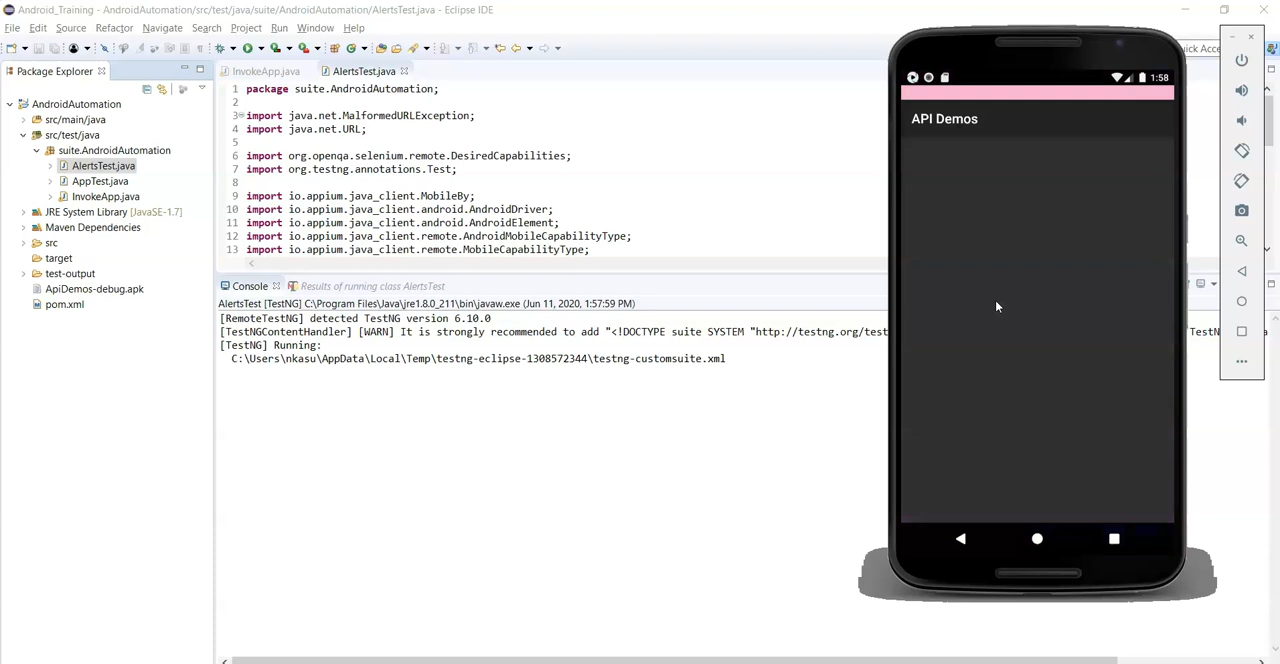 Android_Training - AndroidAutomation/src/test/java/suite/AndroidAutomation/AlertsTest.java - Eclipse IDE
File Edit Source Refactor Navigate Search Project Run Window Help
Quick Acce
Package Explorer
InvokeApp.java
AlertsTest.java
AndroidAutomation
src/main/java
src/test/java
suite.AndroidAutomation
AlertsTest.java
AppTest.java
InvokeApp.java
JRE System Library [JavaSE-1.7]
Maven Dependencies
src
target
test-output
ApiDemos-debug.apk
pom.xml
1 package suite.AndroidAutomation;
2
3 import java.net.MalformedURLException;
4 import java.net.URL;
5
6 import org.openqa.selenium.remote.DesiredCapabilities;
7 import org.testng.annotations.Test;
8
9 import io.appium.java_client.MobileBy;
10 import io.appium.java_client.android.AndroidDriver;
11 import io.appium.java_client.android.AndroidElement;
12 import io.appium.java_client.remote.AndroidMobileCapabilityType;
13 import io.appium.java_client.remote.MobileCapabilityType;
Console
Results of running class AlertsTest
AlertsTest [TestNG] C:\Program Files\Java\jre1.8.0_211\bin\javaw.exe (Jun 11, 2020, 1:57:59 PM)
[RemoteTestNG] detected TestNG version 6.10.0
[TestNGContentHandler] [WARN] It is strongly recommended to add "<!DOCTYPE suite SYSTEM "http://testng.org/test
[TestNG] Running:
C:\Users\nkasu\AppData\Local\Temp\testng-eclipse-1308572344\testng-customsuite.xml
1:58
API Demos